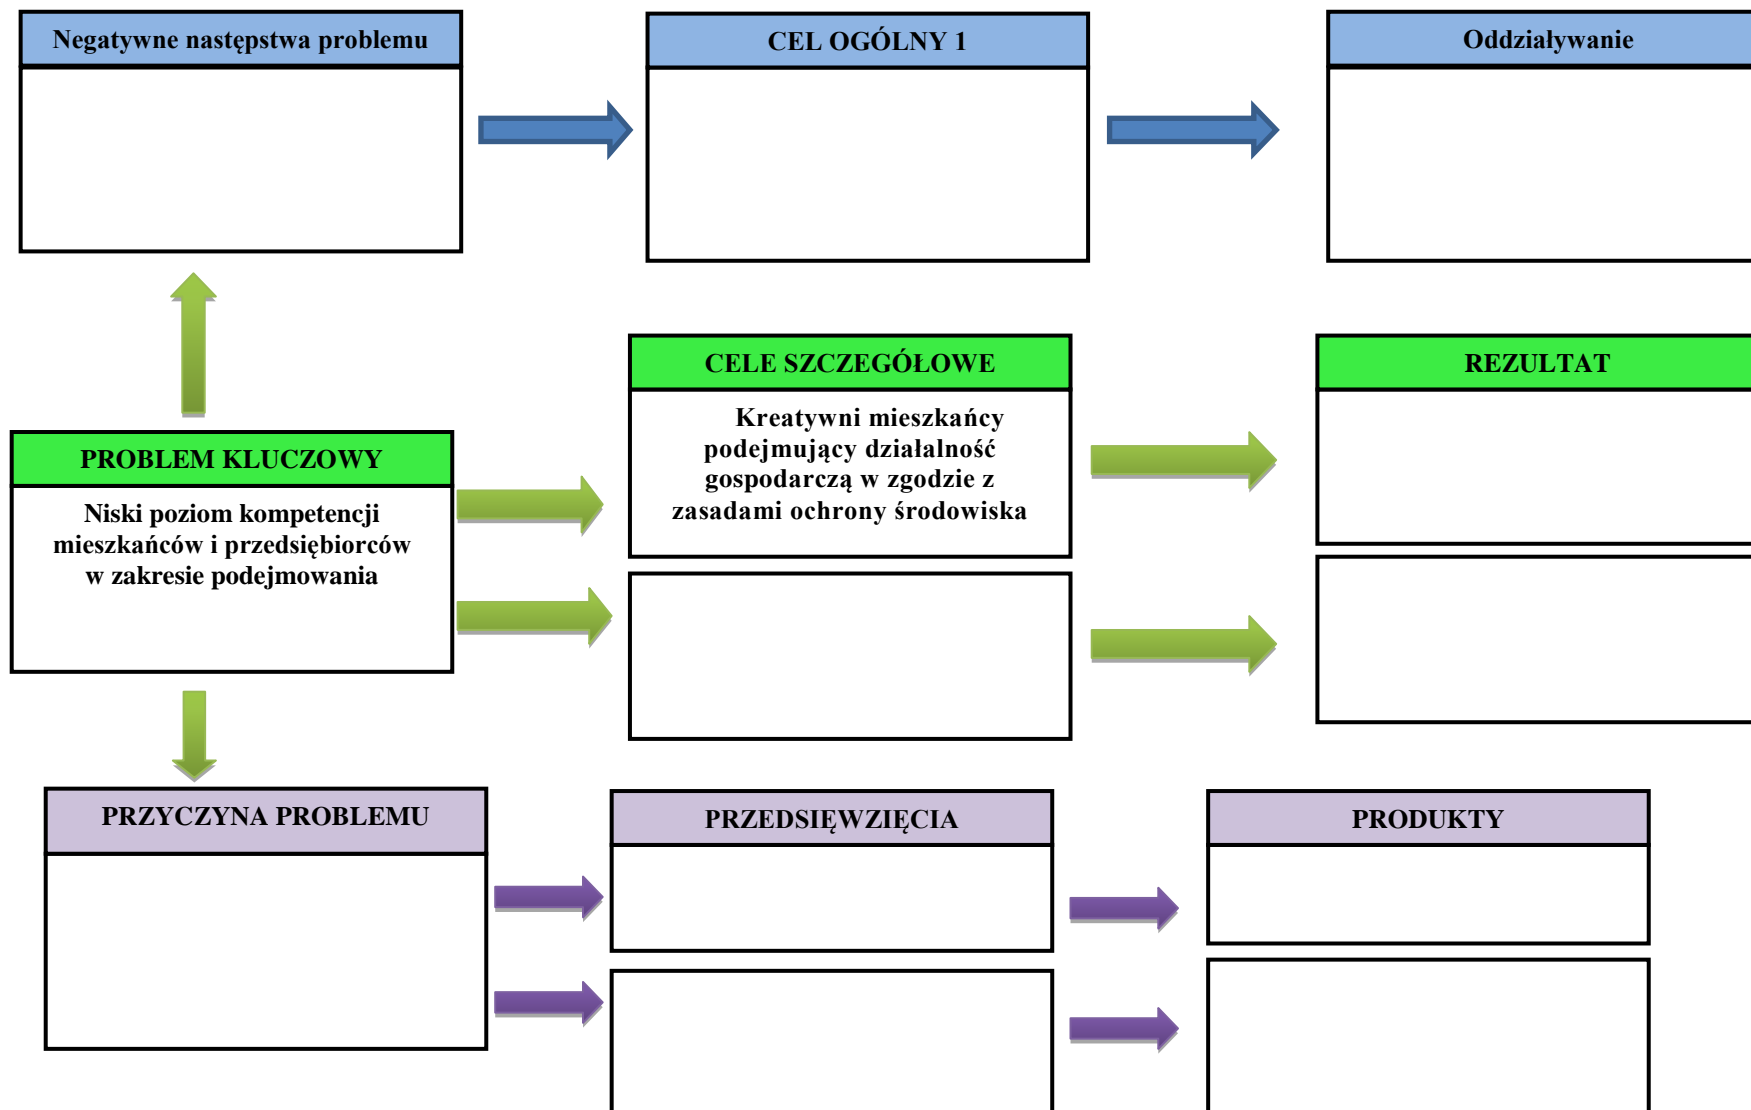 Negatywne następstwa problemu
CEL OGÓLNY 1
Oddziaływanie
CELE SZCZEGÓŁOWE
Kreatywni mieszkańcy
podejmujący działalność
gospodarczą w zgodzie z
zasadami ochrony środowiska
REZULTAT
PROBLEM KLUCZOWY
Niski poziom kompetencji
mieszkańców i przedsiębiorców
w zakresie podejmowania
PRZYCZYNA PROBLEMU
PRZEDSIĘWZIĘCIA
PRODUKTY